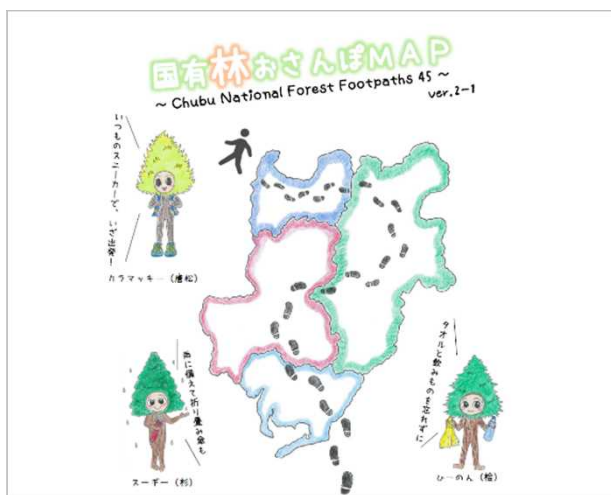 国有林おさんぽMAP
~ Chubu National Forest Footpaths 45 ~
ver.2-1
いつものスニーカーで、いざ出発!
カラマッキー(唐松)
雨に備えて折り畳み傘も
スーギー(杉)
タオルと飲みものを忘れずに
ひーのん(桧)